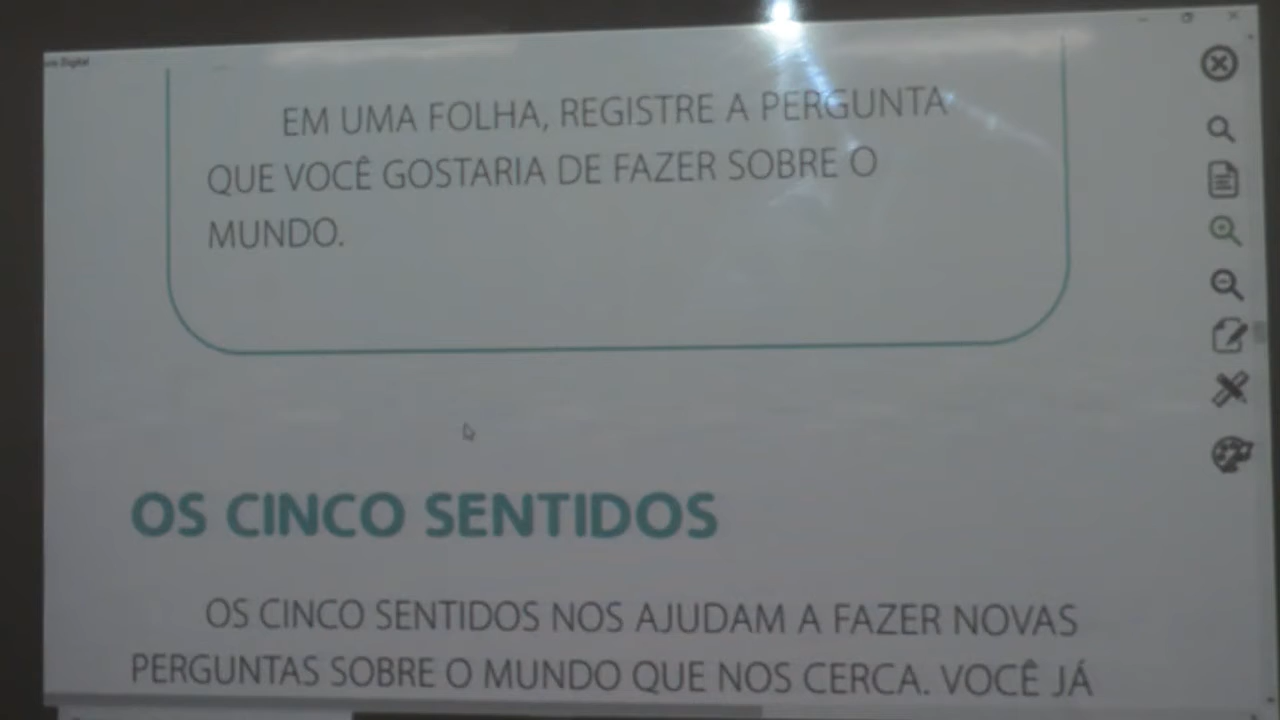 EM UMA FOLHA, REGISTRE A PERGUNTA
QUE VOCÊ GOSTARIA DE FAZER SOBRE O
MUNDO.
OS CINCO SENTIDOS
OS CINCO SENTIDOS NOS AJUDAM A FAZER NOVAS
PERGUNTAS SOBRE O MUNDO QUE NOS CERCA. VOCÊ JÁ